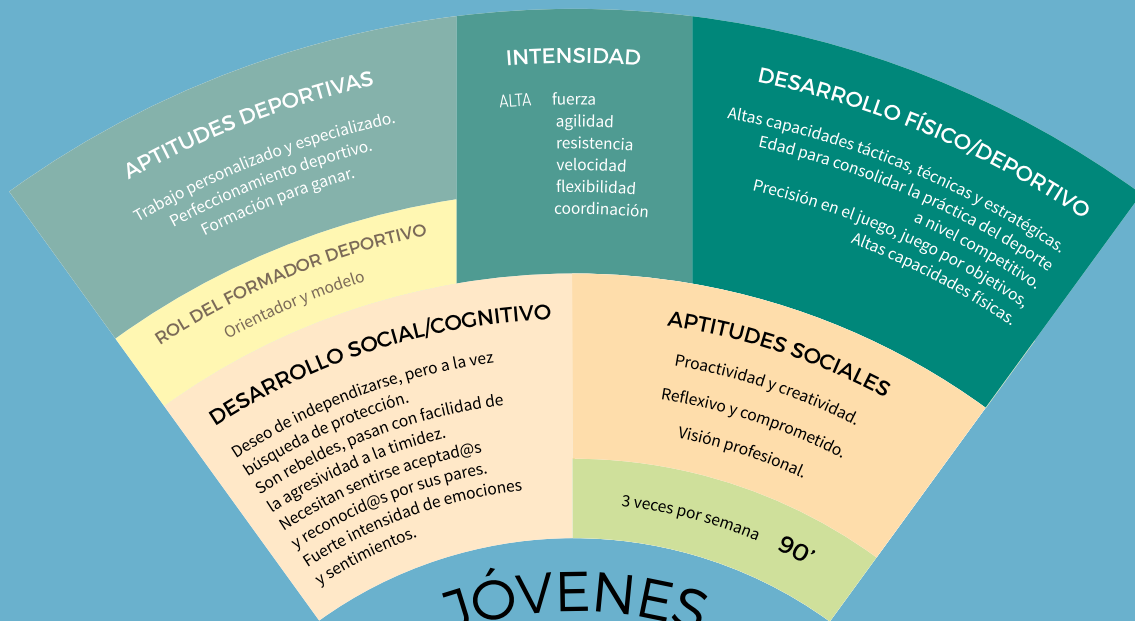 APTITUDES DEPORTIVAS
Trabajo personalizado y especializado.
Perfeccionamiento deportivo.
Formación para ganar.
ROL DEL FORMADOR DEPORTIVO
Orientador y modelo
INTENSIDAD
ALTA fuerza
agilidad
resistencia
velocidad
flexibilidad
coordinación
DESARROLLO FÍSICO/DEPORTIVO
Altas capacidades tácticas, técnicas y estratégicas.
Edad para consolidar la práctica del deporte
a nivel competitivo.
Precisión en el juego, juego por objetivos,
Altas capacidades físicas.
DESARROLLO SOCIAL/COGNITIVO
Deseo de independizarse, pero a la vez
búsqueda de protección.
Son rebeldes, pasan con facilidad de
la agresividad a la timidez.
Necesitan sentirse aceptad@s
y reconocid@s por sus pares.
Fuerte intensidad de emociones
y sentimientos.
APTITUDES SOCIALES
Proactividad y creatividad.
Reflexivo y comprometido.
Visión profesional.
3 veces por semana 90’
JÓVENES